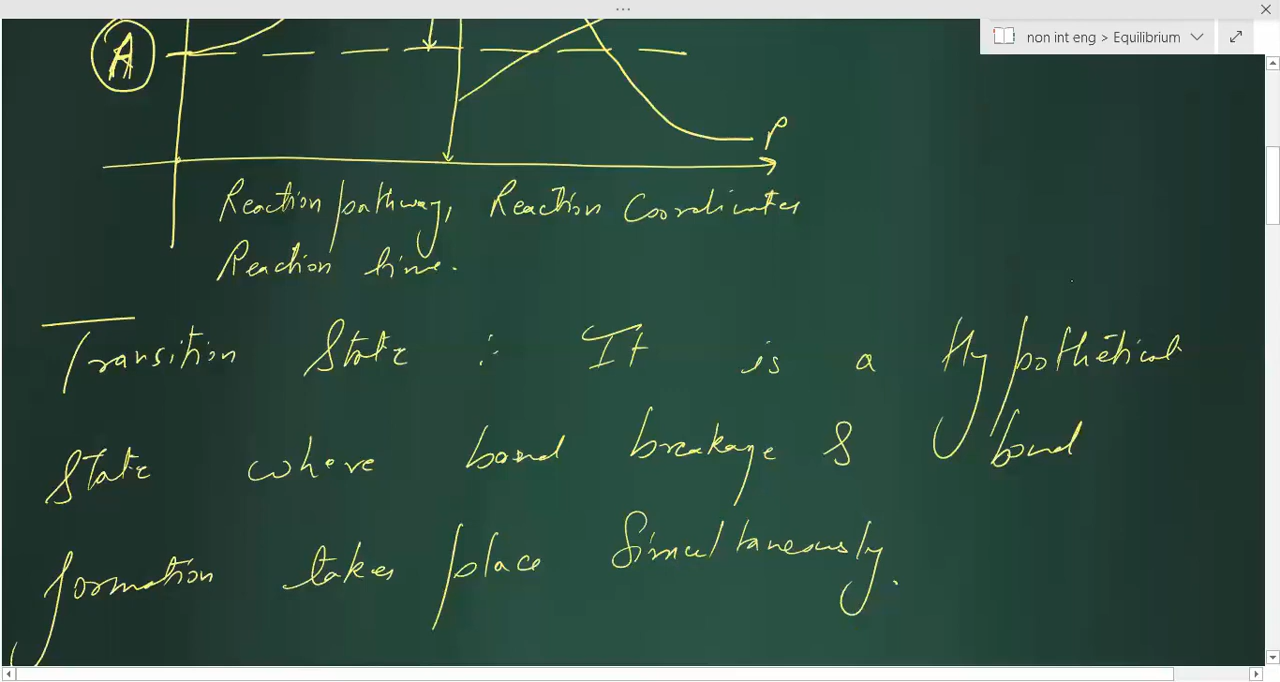 non int eng > Equilibrium
A
P
Reaction pathway, Reaction Coordinates
Reaction time.
Transition State : It is a Hypothetical
State where bond breakage & bond
formation takes place Simultaneously.